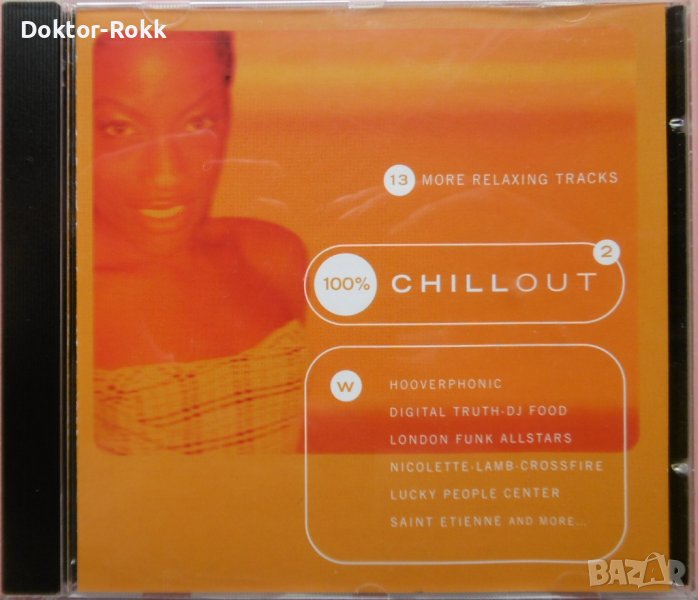 Doktor-Rokk
13 MORE RELAXING TRACKS
100% CHILLOUT 2
W HOOVERPHONIC
DIGITAL TRUTH·DJ FOOD
LONDON FUNK ALLSTARS
NICOLETTE·LAMB·CROSSFIRE
LUCKY PEOPLE CENTER
SAINT ETIENNE AND MORE...
BAZAR